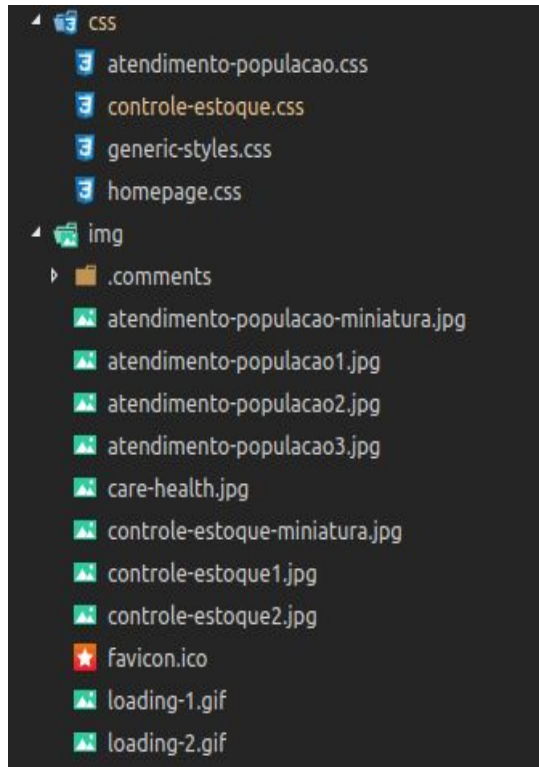 css
atendimento-populacao.css
controle-estoque.css
generic-styles.css
homepage.css
img
.comments
atendimento-populacao-miniatura.jpg
atendimento-populacao1.jpg
atendimento-populacao2.jpg
atendimento-populacao3.jpg
care-health.jpg
controle-estoque-miniatura.jpg
controle-estoque1.jpg
controle-estoque2.jpg
favicon.ico
loading-1.gif
loading-2.gif